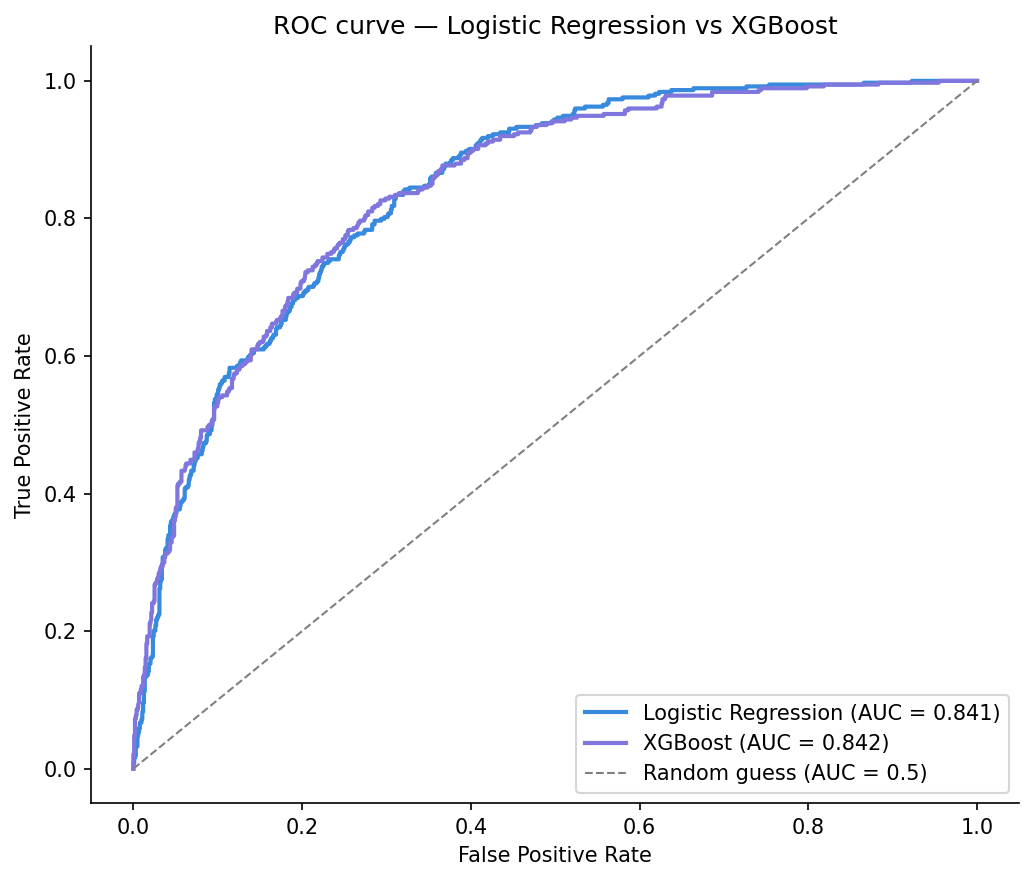 ROC curve — Logistic Regression vs XGBoost
True Positive Rate
1.0
0.8
0.6
0.4
0.2
0.0
0.0 0.2 0.4 0.6 0.8 1.0
False Positive Rate
Logistic Regression (AUC = 0.841)
XGBoost (AUC = 0.842)
Random guess (AUC = 0.5)